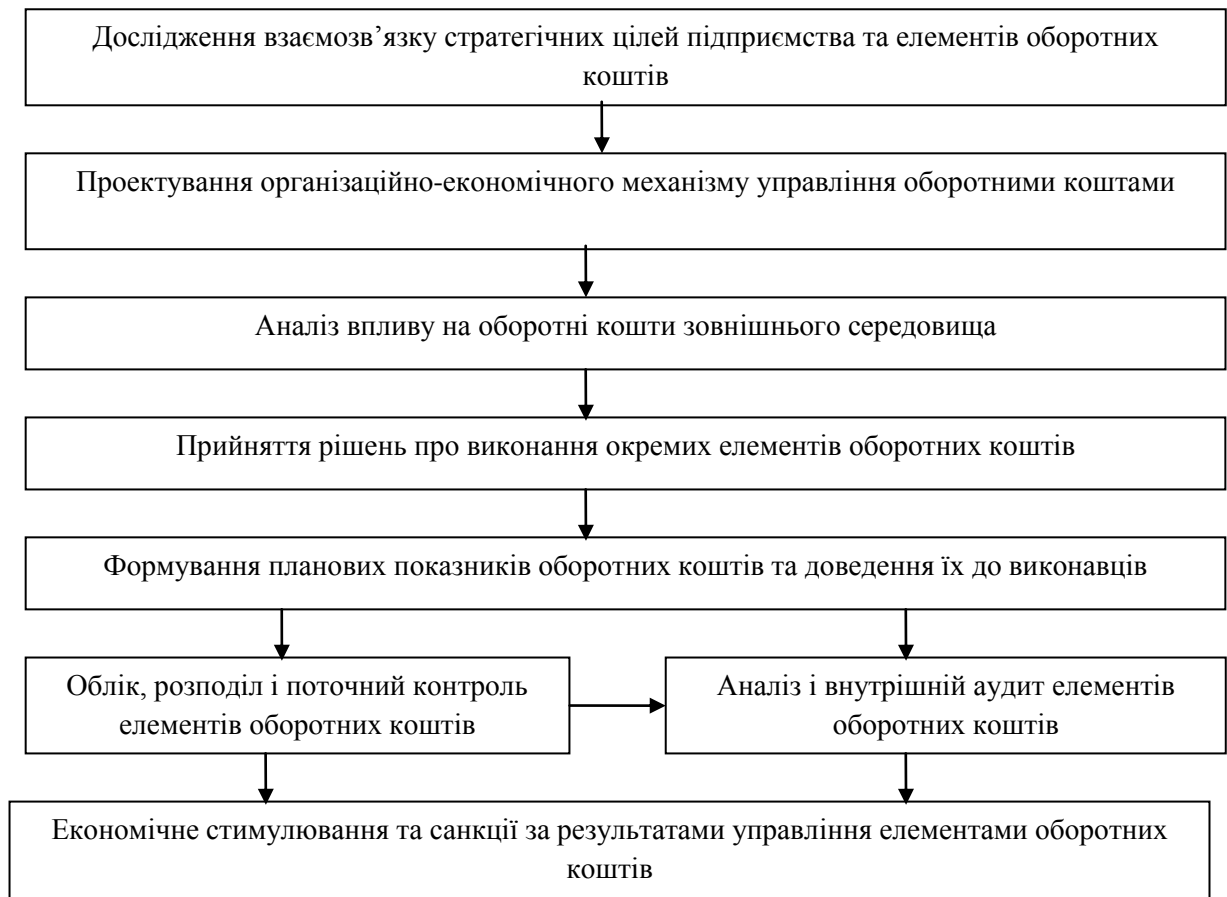 Дослідження взаємозв’язку стратегічних цілей підприємства та елементів оборотних
коштів
Проектування організаційно-економічного механізму управління оборотними коштами
Аналіз впливу на оборотні кошти зовнішнього середовища
Прийняття рішень про виконання окремих елементів оборотних коштів
Формування планових показників оборотних коштів та доведення їх до виконавців
Облік, розподіл і поточний контроль
елементів оборотних коштів
Аналіз і внутрішній аудит елементів
оборотних коштів
Економічне стимулювання та санкції за результатами управління елементами оборотних
коштів